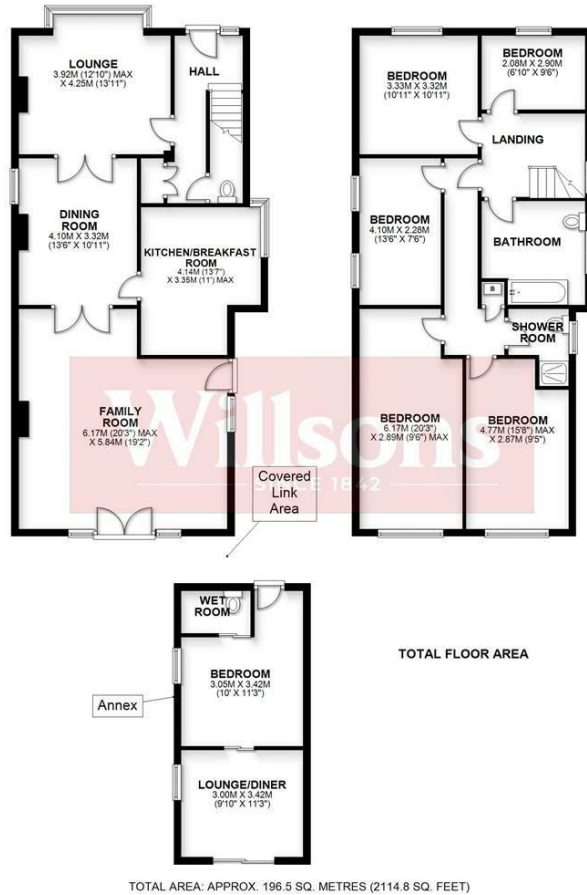 LOUNGE
3.92M (12'10") MAX
X 4.25M (13'11")
HALL
DINING
ROOM
4.10M X 3.32M
(13'6" X 10'11")
KITCHEN/BREAKFAST
ROOM
4.14M (13'7")
X 3.35M (11') MAX
FAMILY
ROOM
6.17M (20'3") MAX
X 5.84M (19'2")
BEDROOM
3.33M X 3.32M
(10'11" X 10'11")
BEDROOM
2.08M X 2.90M
(6'10" X 9'6")
LANDING
BEDROOM
4.10M X 2.28M
(13'6" X 7'6")
BATHROOM
B
SHOWER
ROOM
BEDROOM
6.17M (20'3")
X 2.89M (9'6") MAX
BEDROOM
4.77M (15'8") MAX
X 2.87M (9'5")
Willsons
SINCE 1842
Covered
Link
Area
WET
ROOM
BEDROOM
3.05M X 3.42M
(10' X 11'3")
Annex
LOUNGE/DINER
3.00M X 3.42M
(9'10" X 11'3")
TOTAL FLOOR AREA
TOTAL AREA: APPROX. 196.5 SQ. METRES (2114.8 SQ. FEET)